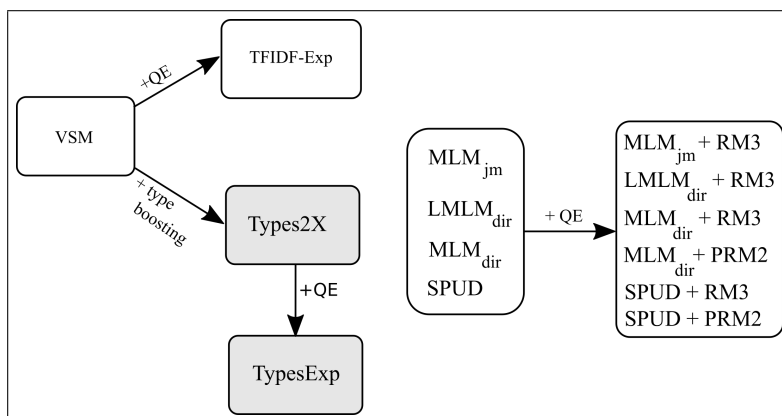 TFIDF-Exp
+QE
VSM
+ type
boosting
Types2X
+QE
TypesExp
MLMjm
LMLMdir
MLMdir
SPUD
+ QE
MLMjm + RM3
LMLMdir + RM3
MLMdir + RM3
MLMdir + PRM2
SPUD + RM3
SPUD + PRM2